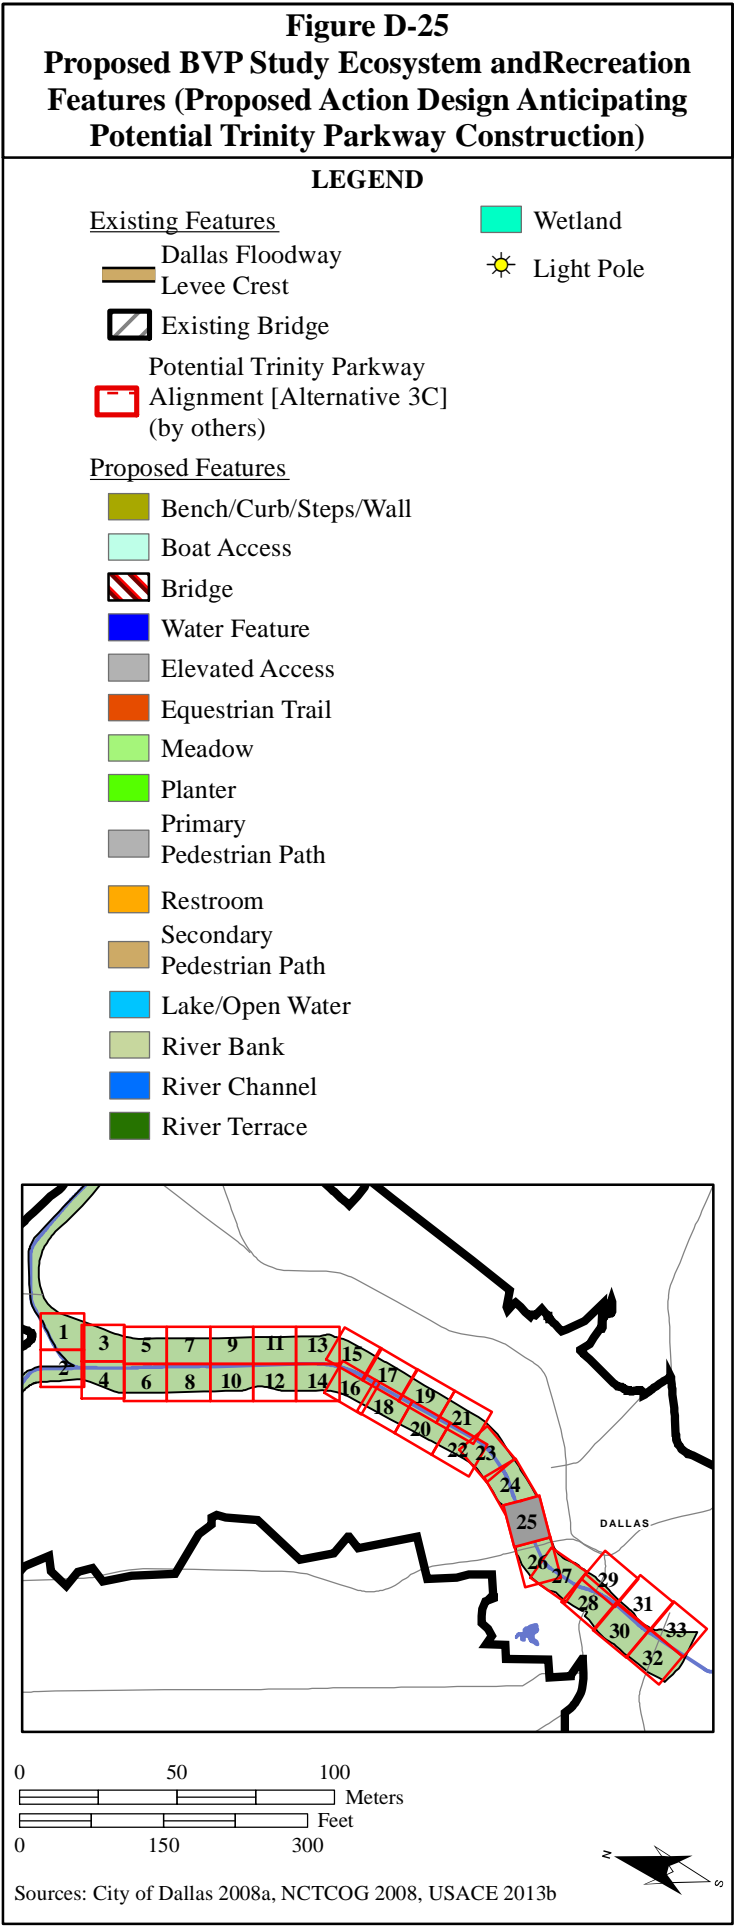 Figure D-25
Proposed BVP Study Ecosystem andRecreation
Features (Proposed Action Design Anticipating
Potential Trinity Parkway Construction)
LEGEND
Existing Features
Dallas Floodway
Levee Crest
Existing Bridge
Potential Trinity Parkway
Alignment [Alternative 3C]
(by others)
Proposed Features
Bench/Curb/Steps/Wall
Boat Access
Bridge
Water Feature
Elevated Access
Equestrian Trail
Meadow
Planter
Primary
Pedestrian Path
Restroom
Secondary
Pedestrian Path
Lake/Open Water
River Bank
River Channel
River Terrace
Wetland
Light Pole
1 3 5 7 9 11 13 15
2 4 6 8 10 12 14 16
17
18
19
20
21
22
23
24
25
DALLAS
26
27
28
29
30
31
32
33
0 50 100
Meters
Feet
0 150 300
N
S
Sources: City of Dallas 2008a, NCTCOG 2008, USACE 2013b